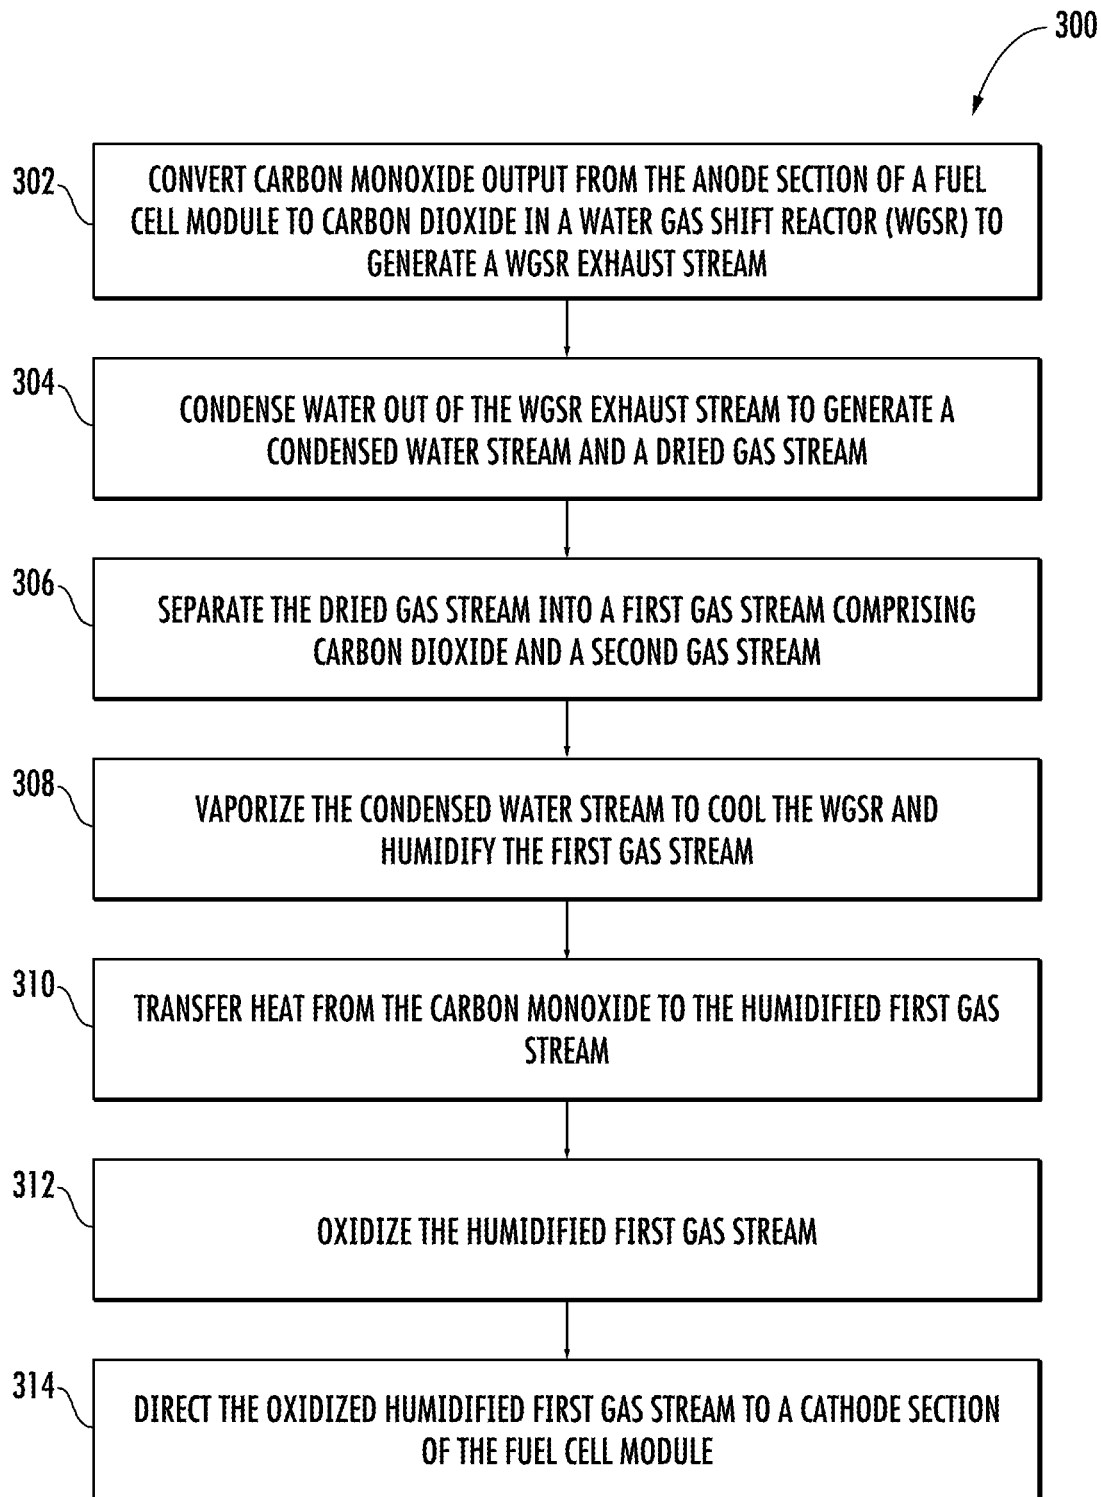 300
302
CONVERT CARBON MONOXIDE OUTPUT FROM THE ANODE SECTION OF A FUEL
CELL MODULE TO CARBON DIOXIDE IN A WATER GAS SHIFT REACTOR (WGSR) TO
GENERATE A WGSR EXHAUST STREAM
304
CONDENSE WATER OUT OF THE WGSR EXHAUST STREAM TO GENERATE A
CONDENSED WATER STREAM AND A DRIED GAS STREAM
306
SEPARATE THE DRIED GAS STREAM INTO A FIRST GAS STREAM COMPRISING
CARBON DIOXIDE AND A SECOND GAS STREAM
308
VAPORIZE THE CONDENSED WATER STREAM TO COOL THE WGSR AND
HUMIDIFY THE FIRST GAS STREAM
310
TRANSFER HEAT FROM THE CARBON MONOXIDE TO THE HUMIDIFIED FIRST GAS
STREAM
312
OXIDIZE THE HUMIDIFIED FIRST GAS STREAM
314
DIRECT THE OXIDIZED HUMIDIFIED FIRST GAS STREAM TO A CATHODE SECTION
OF THE FUEL CELL MODULE